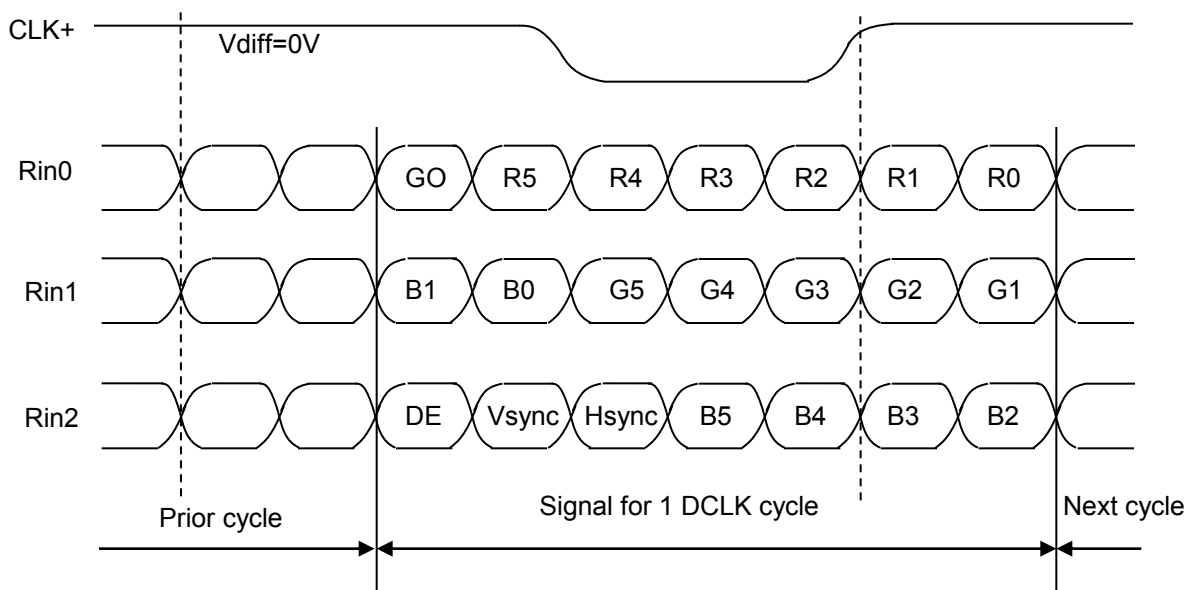 CLK+
Vdiff=0V
Rin0 GO R5 R4 R3 R2 R1 R0
Rin1 B1 B0 G5 G4 G3 G2 G1
Rin2 DE Vsync Hsync B5 B4 B3 B2
Prior cycle Signal for 1 DCLK cycle Next cycle